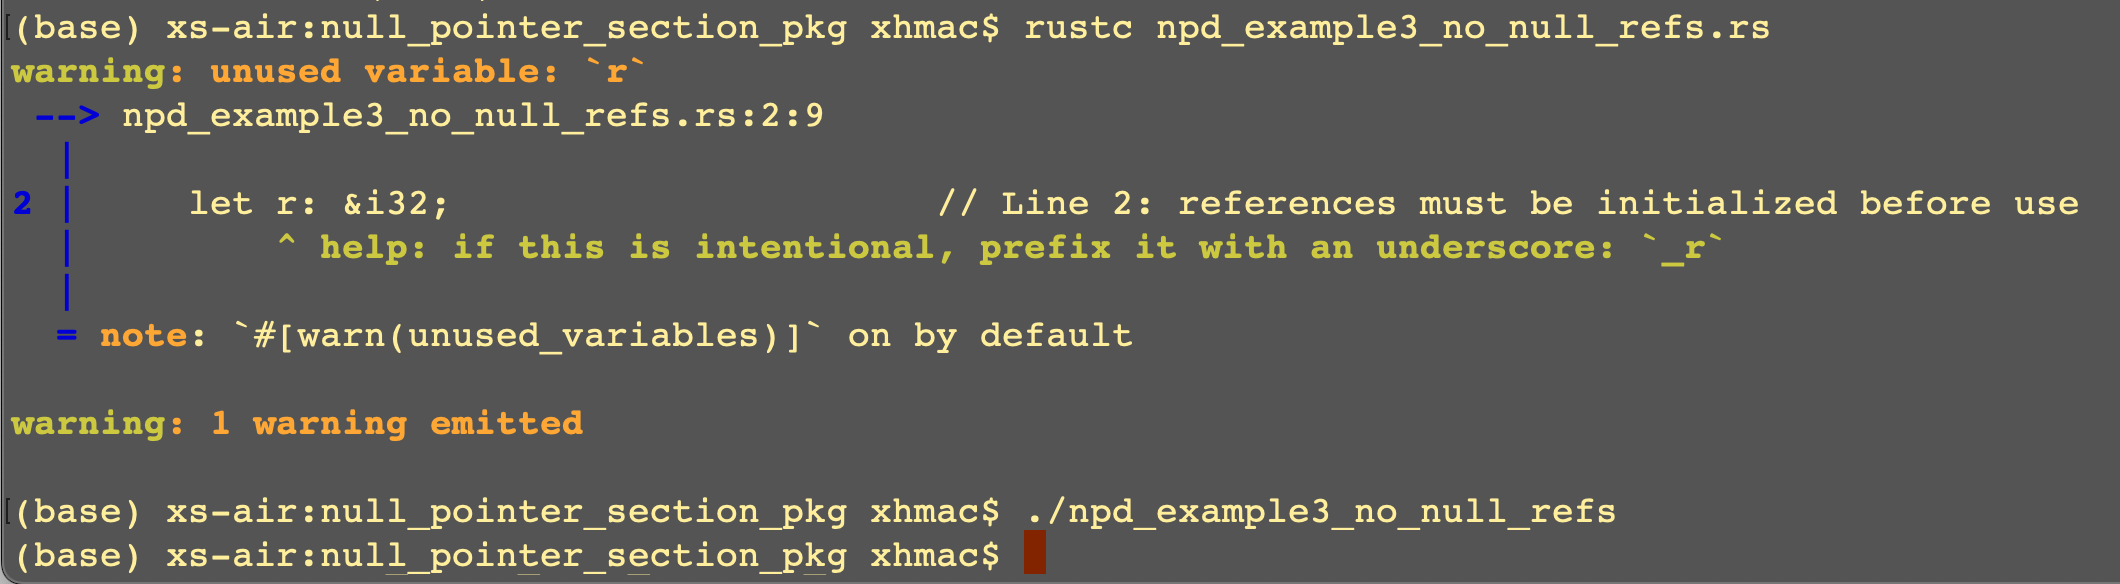 (base) xs-air:null_pointer_section_pkg xhmac$ rustc npd_example3_no_null_refs.rs
warning: unused variable: `r`
 --> npd_example3_no_null_refs.rs:2:9
  |
2 |     let r: &i32;                      // Line 2: references must be initialized before use
  |         ^ help: if this is intentional, prefix it with an underscore: `_r`
  |
  = note: `#[warn(unused_variables)]` on by default
warning: 1 warning emitted
(base) xs-air:null_pointer_section_pkg xhmac$ ./npd_example3_no_null_refs
(base) xs-air:null_pointer_section_pkg xhmac$